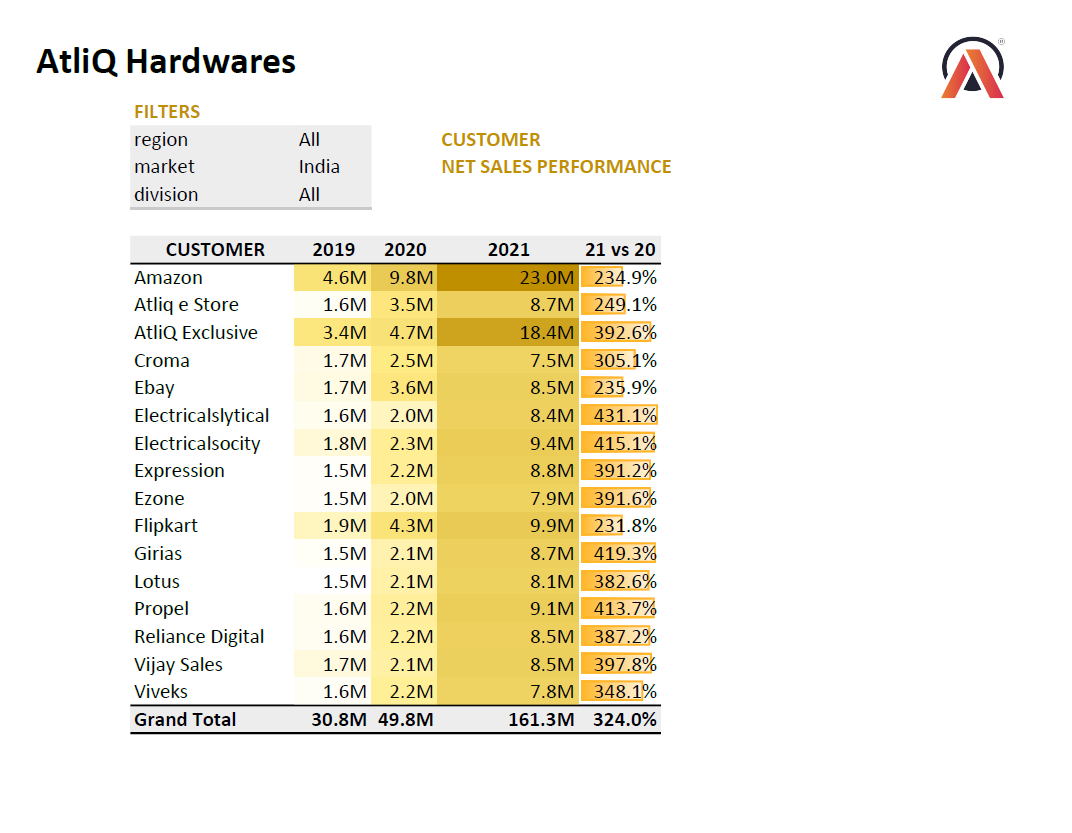 AtliQ Hardwares
®
FILTERS
region All
market India
division All
CUSTOMER
NET SALES PERFORMANCE
CUSTOMER 2019 2020 2021 21 vs 20
Amazon 4.6M 9.8M 23.0M 234.9%
Atliq e Store 1.6M 3.5M 8.7M 249.1%
AtliQ Exclusive 3.4M 4.7M 18.4M 392.6%
Croma 1.7M 2.5M 7.5M 305.1%
Ebay 1.7M 3.6M 8.5M 235.9%
Electricalslytical 1.6M 2.0M 8.4M 431.1%
Electricalsocity 1.8M 2.3M 9.4M 415.1%
Expression 1.5M 2.2M 8.8M 391.2%
Ezone 1.5M 2.0M 7.9M 391.6%
Flipkart 1.9M 4.3M 9.9M 231.8%
Girias 1.5M 2.1M 8.7M 419.3%
Lotus 1.5M 2.1M 8.1M 382.6%
Propel 1.6M 2.2M 9.1M 413.7%
Reliance Digital 1.6M 2.2M 8.5M 387.2%
Vijay Sales 1.7M 2.1M 8.5M 397.8%
Viveks 1.6M 2.2M 7.8M 348.1%
Grand Total 30.8M 49.8M 161.3M 324.0%